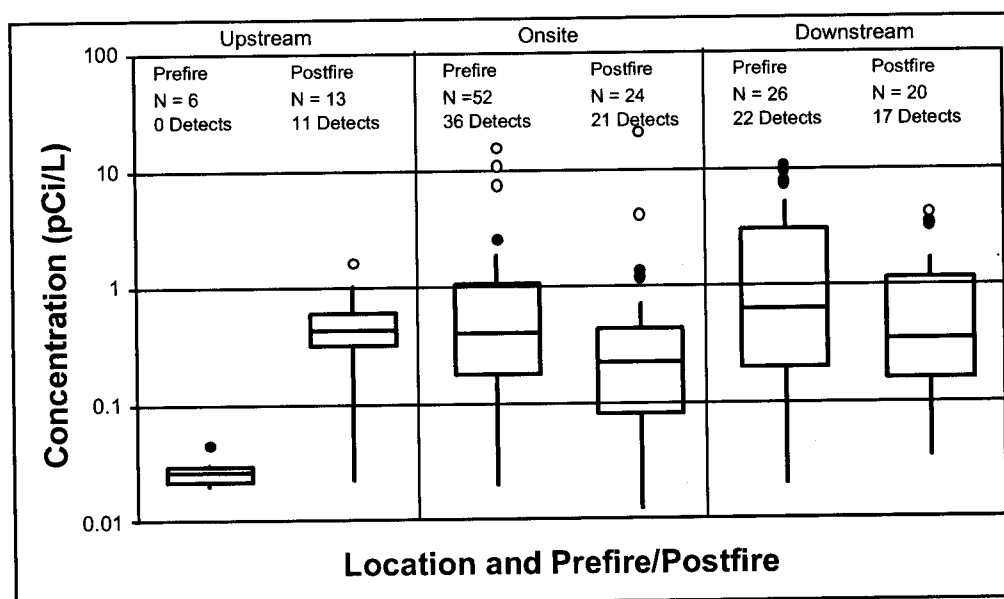 Upstream
Onsite
Downstream
100
10
1
0.1
0.01
Concentration (pCi/L)
Prefire
N = 6
0 Detects
Postfire
N = 13
11 Detects
Prefire
N =52
36 Detects
Postfire
N = 24
21 Detects
Prefire
N = 26
22 Detects
Postfire
N = 20
17 Detects
Location and Prefire/Postfire